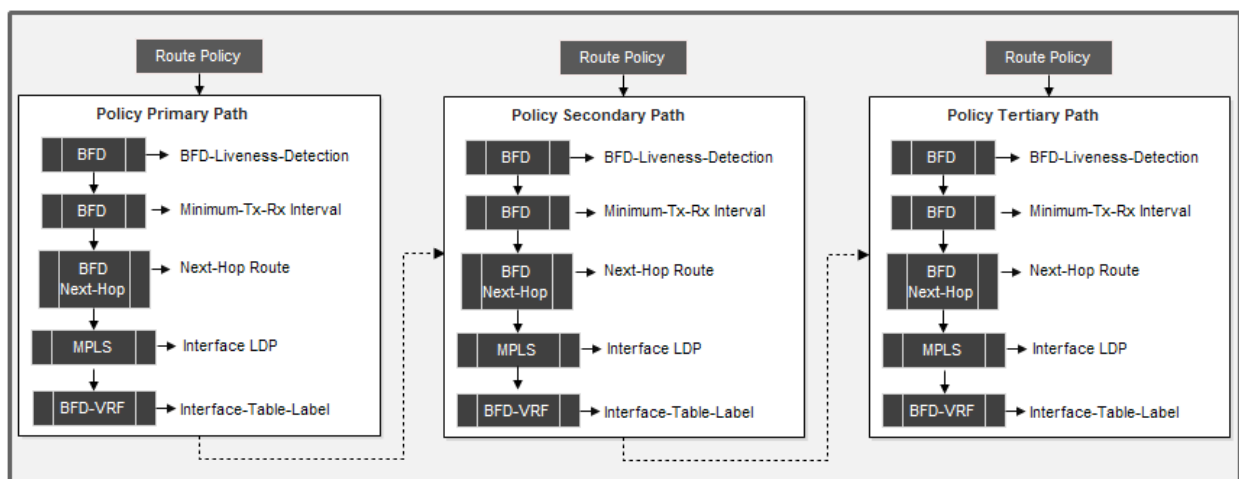 Route Policy
Policy Primary Path
BFD
BFD-Liveness-Detection
BFD
Minimum-Tx-Rx Interval
BFD
Next-Hop
Next-Hop Route
MPLS
Interface LDP
BFD-VRF
Interface-Table-Label
Route Policy
Policy Secondary Path
BFD
BFD-Liveness-Detection
BFD
Minimum-Tx-Rx Interval
BFD
Next-Hop
Next-Hop Route
MPLS
Interface LDP
BFD-VRF
Interface-Table-Label
Route Policy
Policy Tertiary Path
BFD
BFD-Liveness-Detection
BFD
Minimum-Tx-Rx Interval
BFD
Next-Hop
Next-Hop Route
MPLS
Interface LDP
BFD-VRF
Interface-Table-Label